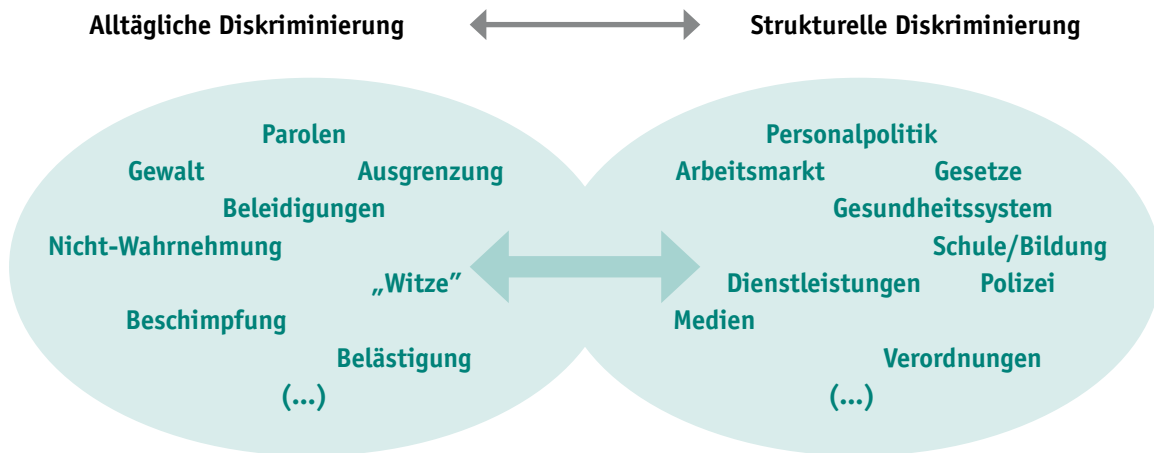 Alltägliche Diskriminierung
Strukturelle Diskriminierung
Parolen
Gewalt
Ausgrenzung
Beleidigungen
Nicht-Wahrnehmung
„Witze”
Beschimpfung
Belästigung
(...)
Personalpolitik
Arbeitsmarkt
Gesetze
Gesundheitssystem
Schule/Bildung
Dienstleistungen
Polizei
Medien
Verordnungen
(...)